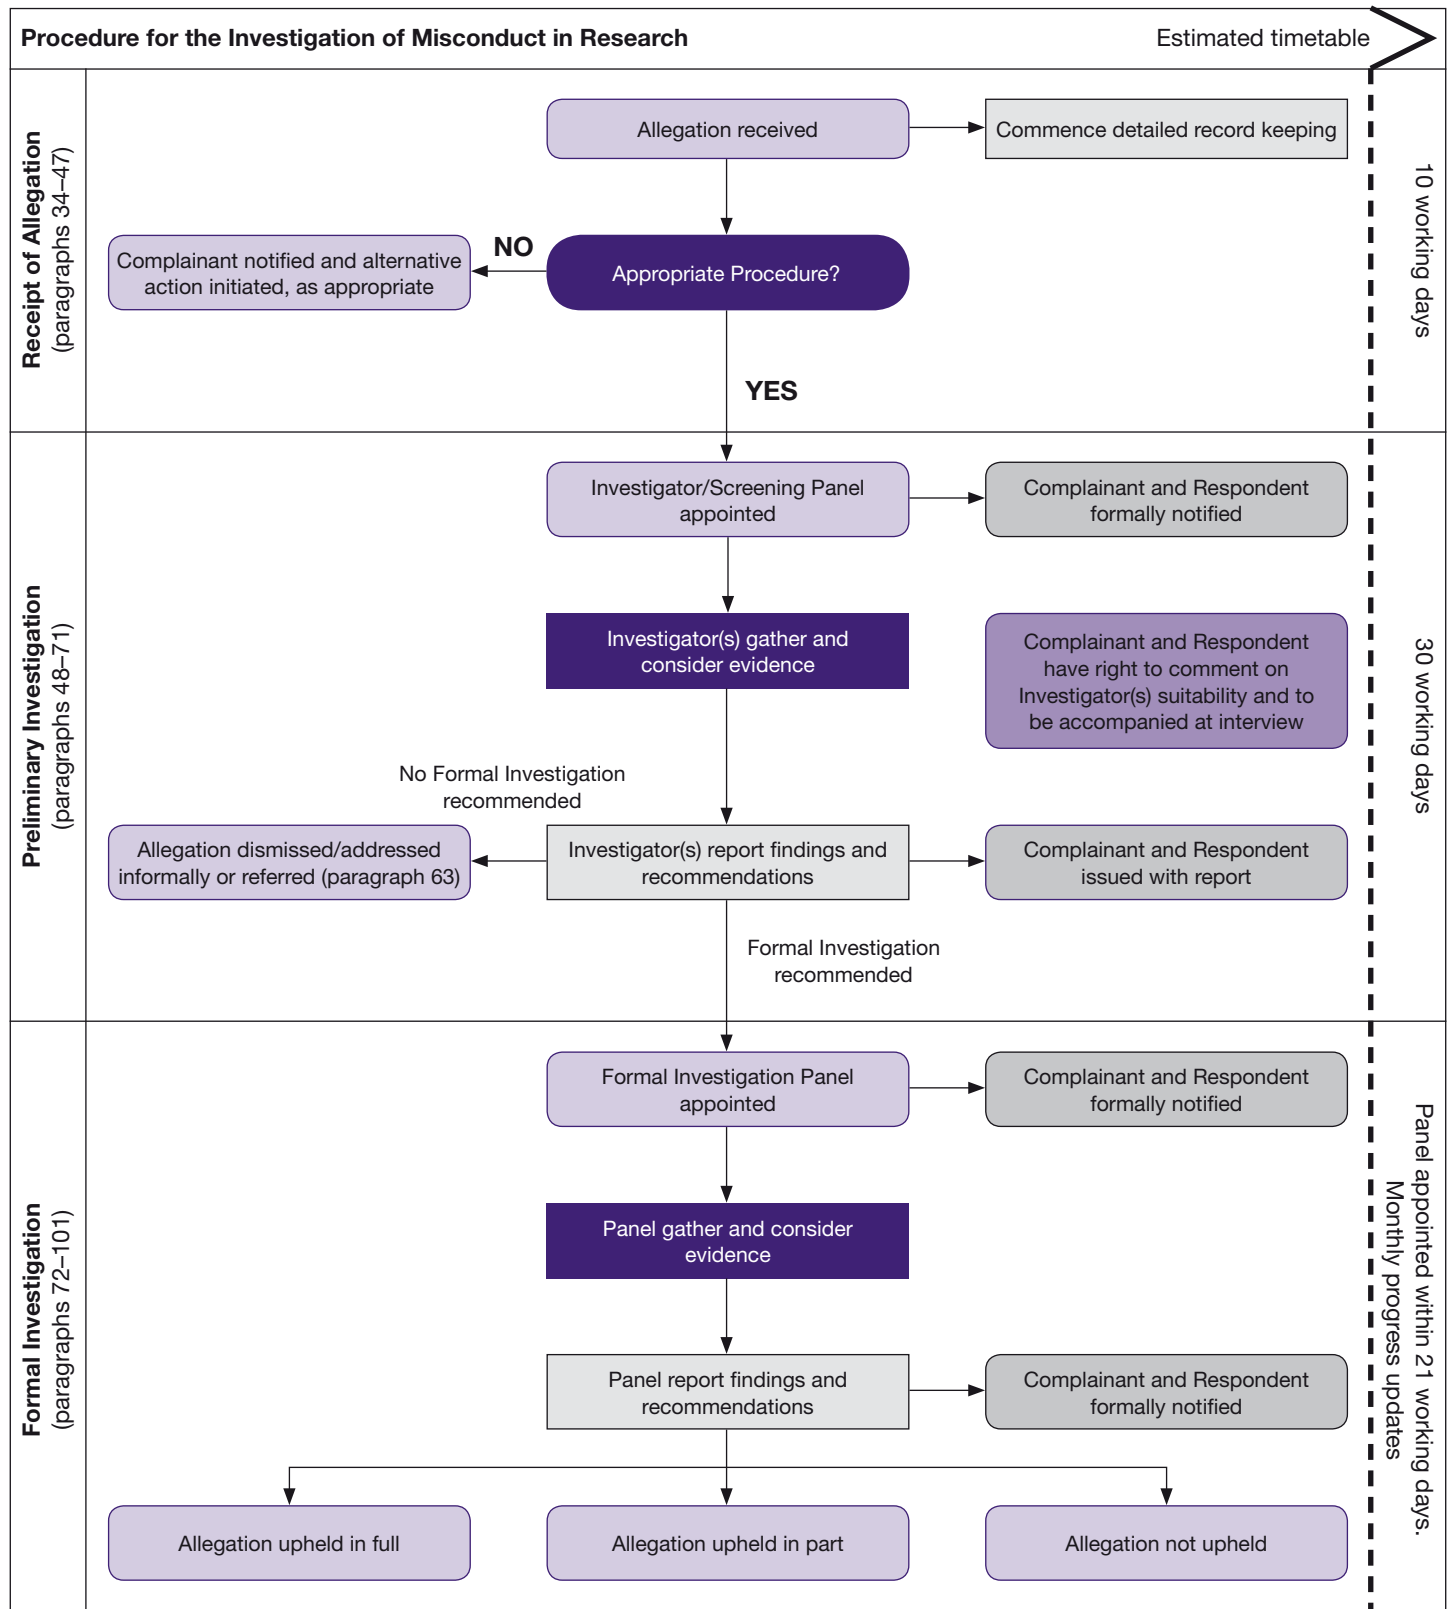 Procedure for the Investigation of Misconduct in Research
Estimated timetable
Receipt of Allegation
(paragraphs 34–47)
Allegation received
Commence detailed record keeping
10 working days
NO
Complainant notified and alternative
action initiated, as appropriate
Appropriate Procedure?
YES
Preliminary Investigation
(paragraphs 48–71)
Investigator/Screening Panel
appointed
Complainant and Respondent
formally notified
30 working days
Investigator(s) gather and
consider evidence
Complainant and Respondent
have right to comment on
Investigator(s) suitability and to
be accompanied at interview
No Formal Investigation
recommended
Allegation dismissed/addressed
informally or referred (paragraph 63)
Investigator(s) report findings and
recommendations
Complainant and Respondent
issued with report
Formal Investigation
recommended
Formal Investigation
(paragraphs 72–101)
Formal Investigation Panel
appointed
Complainant and Respondent
formally notified
Panel appointed within 21 working days.
Monthly progress updates
Panel gather and consider
evidence
Panel report findings and
recommendations
Complainant and Respondent
formally notified
Allegation upheld in full
Allegation upheld in part
Allegation not upheld